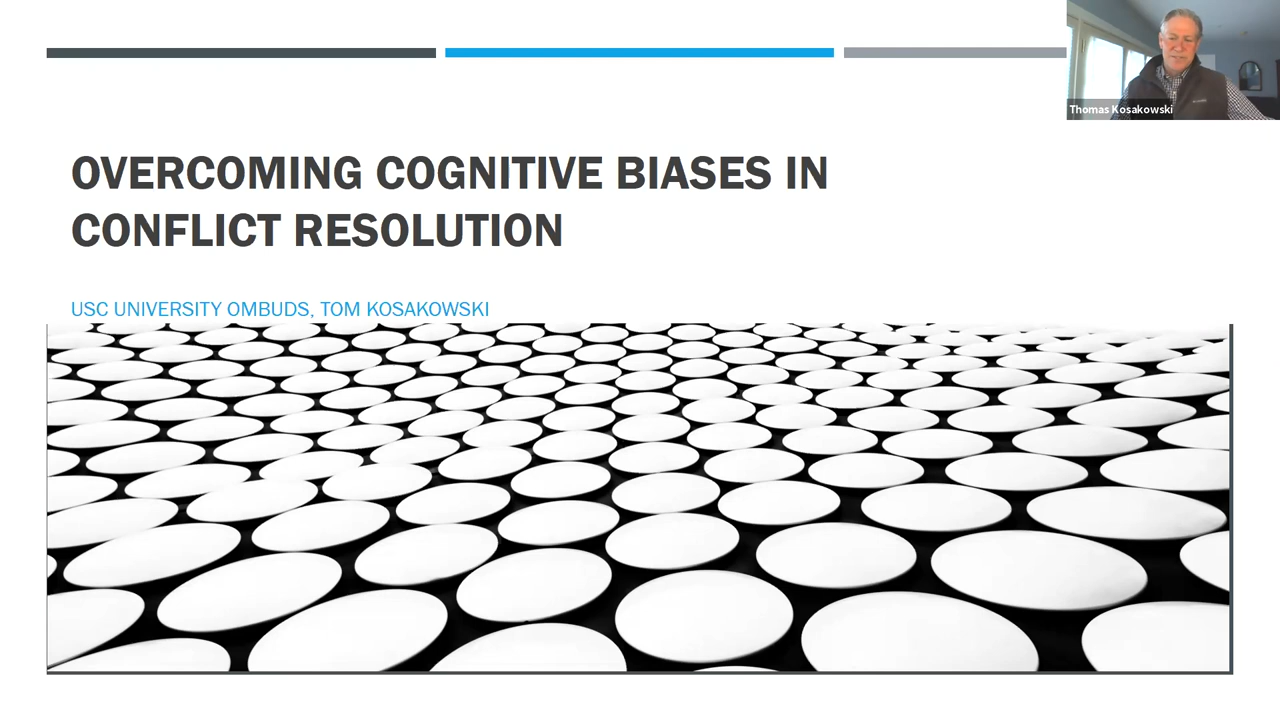 Thomas Kosakowski
OVERCOMING COGNITIVE BIASES IN
CONFLICT RESOLUTION
USC UNIVERSITY OMBUDS, TOM KOSAKOWSKI